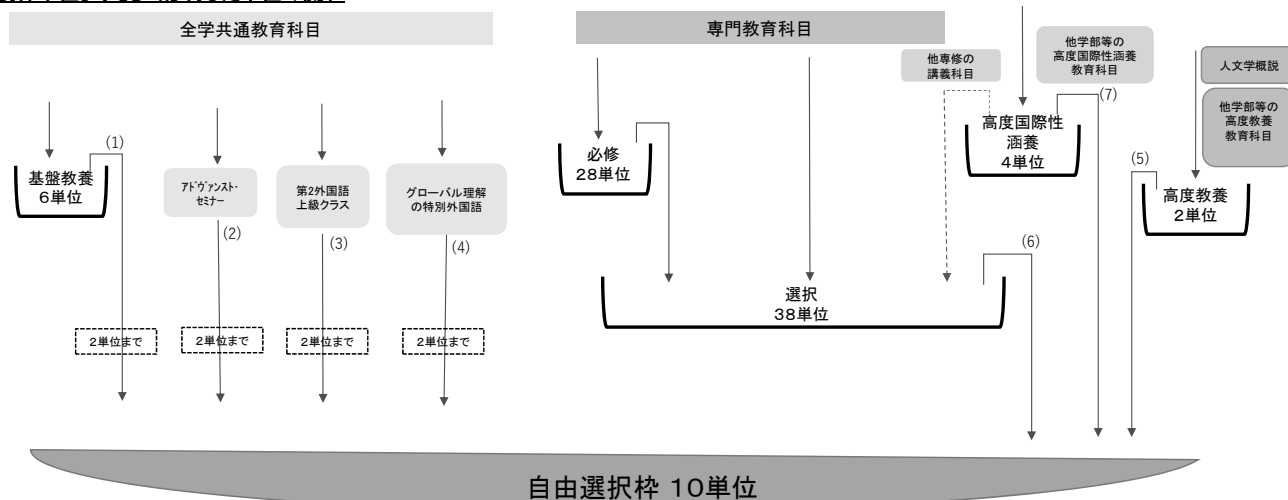 全学共通教育科目
専門教育科目
他専修の
講義科目
他学部等の
高度国際性涵養
教育科目
人文学概説
他学部等の
高度教養
教育科目
(1)
(7)
(5)
基盤教養
6単位
ｱﾄﾞｳﾞｧﾝｽﾄ・
ｾﾐﾅｰ
第2外国語
上級クラス
グローバル理解
の特別外国語
必修
28単位
高度国際性
涵養
4単位
高度教養
2単位
(2)
(3)
(4)
(6)
選択
38単位
2単位まで
2単位まで
2単位まで
2単位まで
自由選択枠 10単位